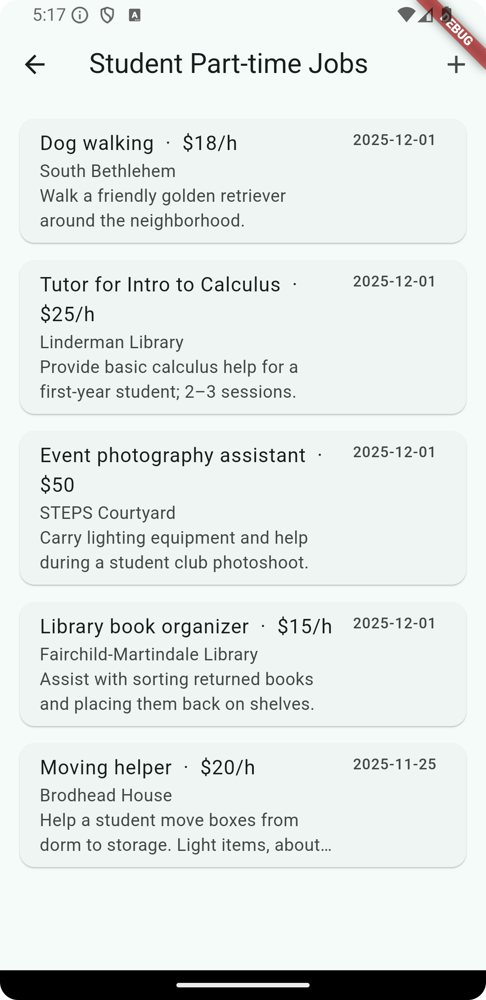 5:17
DEBUG
Student Part-time Jobs
Dog walking · $18/h
2025-12-01
South Bethlehem
Walk a friendly golden retriever
around the neighborhood.
Tutor for Intro to Calculus ·
2025-12-01
$25/h
Linderman Library
Provide basic calculus help for a
first-year student; 2–3 sessions.
Event photography assistant ·
2025-12-01
$50
STEPS Courtyard
Carry lighting equipment and help
during a student club photoshoot.
Library book organizer · $15/h
2025-12-01
Fairchild-Martindale Library
Assist with sorting returned books
and placing them back on shelves.
Moving helper · $20/h
2025-11-25
Brodhead House
Help a student move boxes from
dorm to storage. Light items, about…